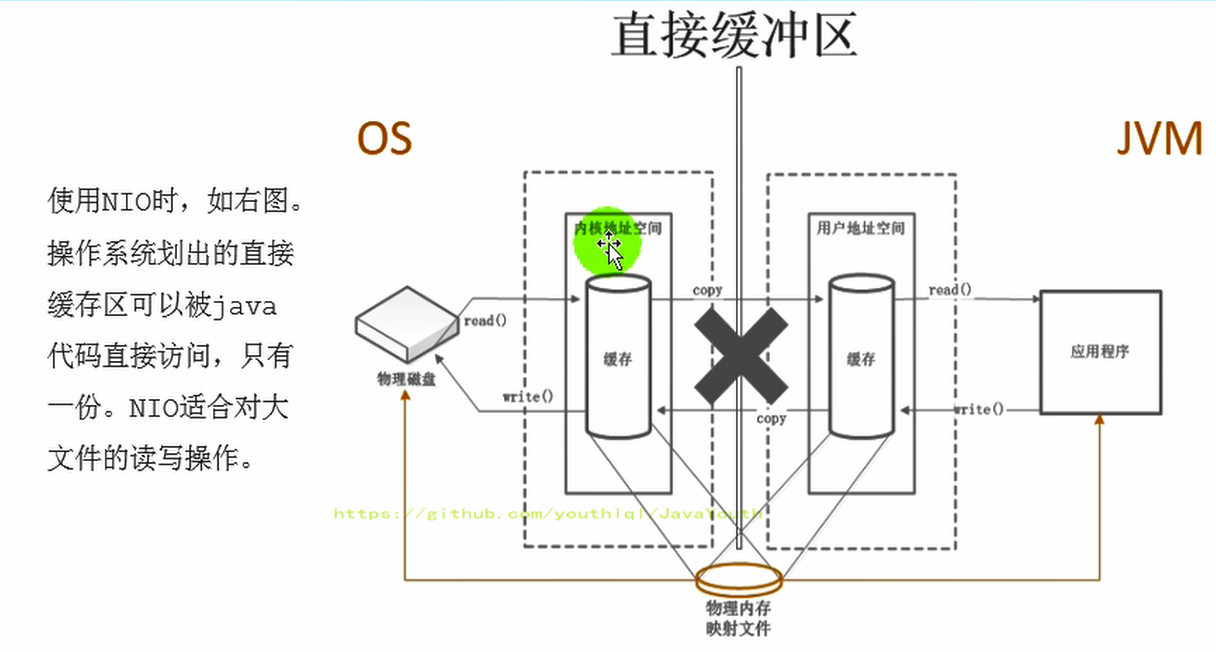 直接缓冲区
OS
JVM
使用NIO时，如右图。
操作系统划出的直接
缓存区可以被java
代码直接访问，只有
一份。NIO适合对大
文件的读写操作。
内核地址空间
用户地址空间
copy
read()
read()
缓存
缓存
应用程序
物理磁盘
write()
copy
write()
https://github.com/youthlql/JavaYouth
物理内存
映射文件